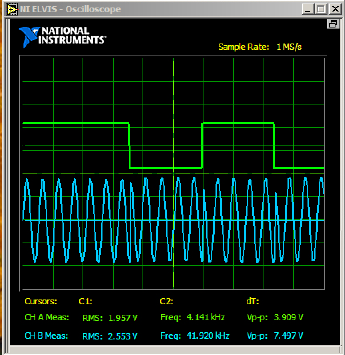 NI ELVIS - Oscilloscope
NATIONAL
INSTRUMENTS
Sample Rate: 1 MS/s
Cursors: C1: C2: dT:
CH A Meas: RMS: 1.957 V Freq: 4.141 kHz Vp-p: 3.909 V
CH B Meas: RMS: 2.553 V Freq: 41.920 kHz Vp-p: 7.497 V